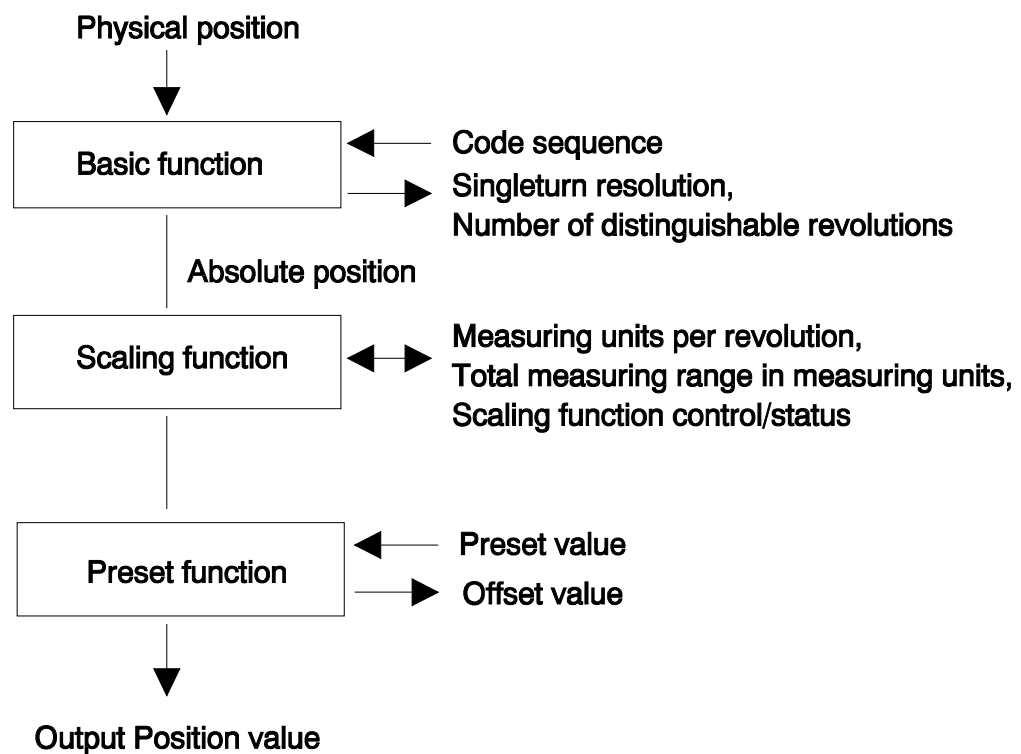 Physical position
Basic function
Code sequence
Singleturn resolution,
Number of distinguishable revolutions
Absolute position
Scaling function
Measuring units per revolution,
Total measuring range in measuring units,
Scaling function control/status
Preset function
Preset value
Offset value
Output Position value